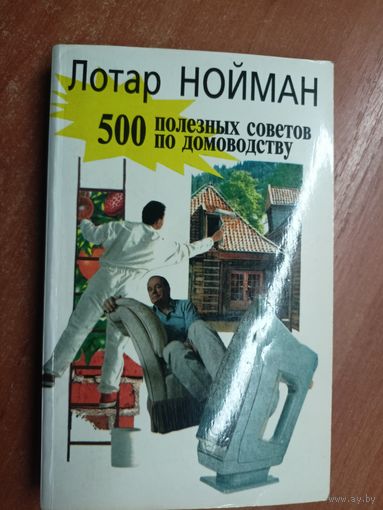 Лотар НОЙМАН
500 полезных советов
по домоводству
www.ay.by